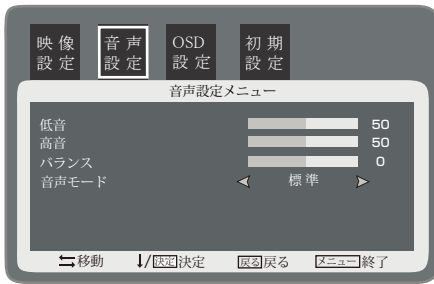 映像 音声 OSD 初期
設定 設定 設定 設定
音声設定メニュー
低音 50
高音 50
バランス 0
音声モード 標準
移動 ↓/決定 決定 戻る 戻る メニュー 終了